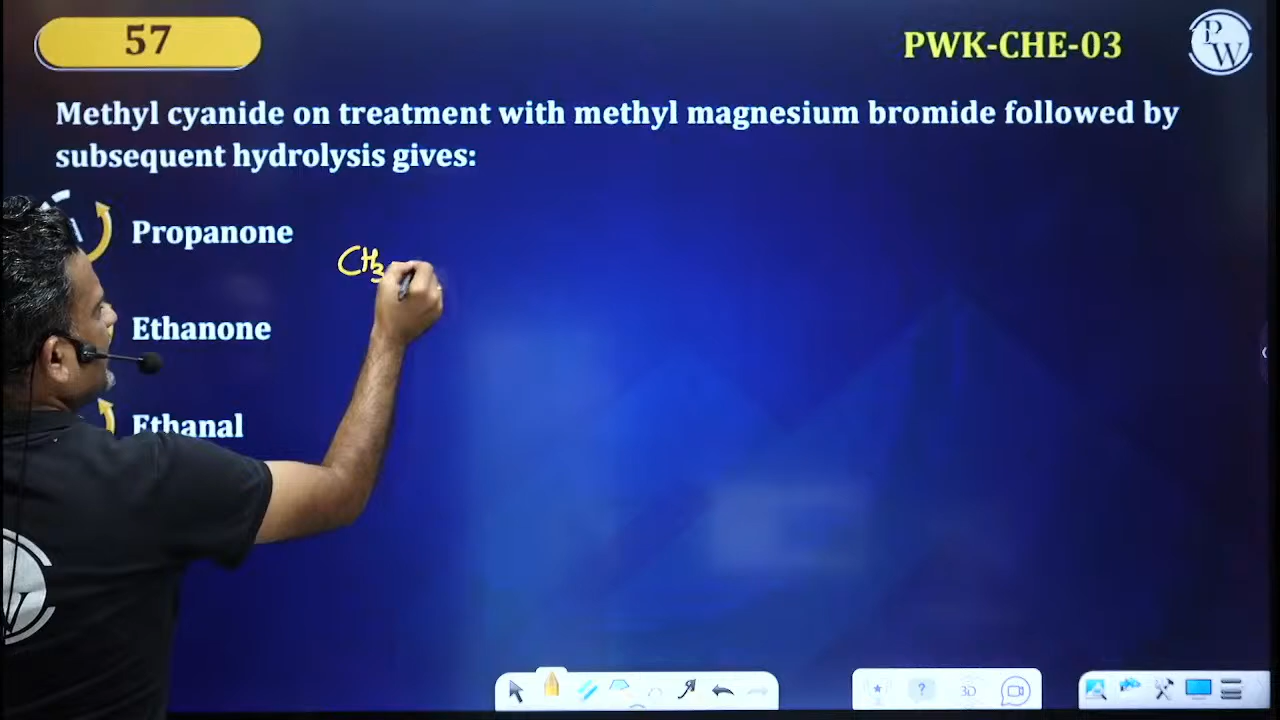 57
PWK-CHE-03
P
W
Methyl cyanide on treatment with methyl magnesium bromide followed by
subsequent hydrolysis gives:
Propanone
CH3
Ethanone
Ethanal
?
3D